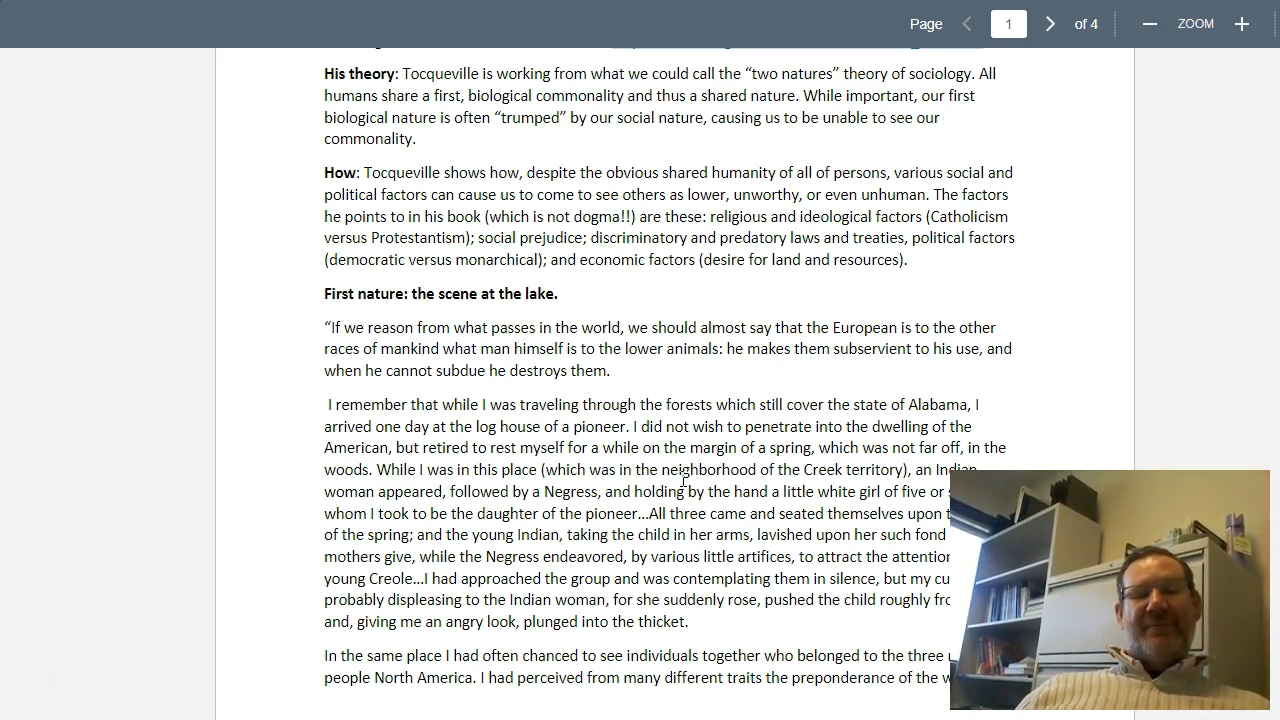 Page 1 of 4 ZOOM
His theory: Tocqueville is working from what we could call the “two natures” theory of sociology. All
humans share a first, biological commonality and thus a shared nature. While important, our first
biological nature is often “trumped” by our social nature, causing us to be unable to see our
commonality.
How: Tocqueville shows how, despite the obvious shared humanity of all of persons, various social and
political factors can cause us to come to see others as lower, unworthy, or even unhuman. The factors
he points to in his book (which is not dogma!!) are these: religious and ideological factors (Catholicism
versus Protestantism); social prejudice; discriminatory and predatory laws and treaties, political factors
(democratic versus monarchical); and economic factors (desire for land and resources).
First nature: the scene at the lake.
“If we reason from what passes in the world, we should almost say that the European is to the other
races of mankind what man himself is to the lower animals: he makes them subservient to his use, and
when he cannot subdue he destroys them.
I remember that while I was traveling through the forests which still cover the state of Alabama, I
arrived one day at the log house of a pioneer. I did not wish to penetrate into the dwelling of the
American, but retired to rest myself for a while on the margin of a spring, which was not far off, in the
woods. While I was in this place (which was in the neighborhood of the Creek territory), an Indian
woman appeared, followed by a Negress, and holding by the hand a little white girl of five or
whom I took to be the daughter of the pioneer...All three came and seated themselves upon
of the spring; and the young Indian, taking the child in her arms, lavished upon her such fond
mothers give, while the Negress endeavored, by various little artifices, to attract the attention
young Creole...I had approached the group and was contemplating them in silence, but my
probably displeasing to the Indian woman, for she suddenly rose, pushed the child roughly
and, giving me an angry look, plunged into the thicket.
In the same place I had often chanced to see individuals together who belonged to the three
people North America. I had perceived from many different traits the preponderance of the